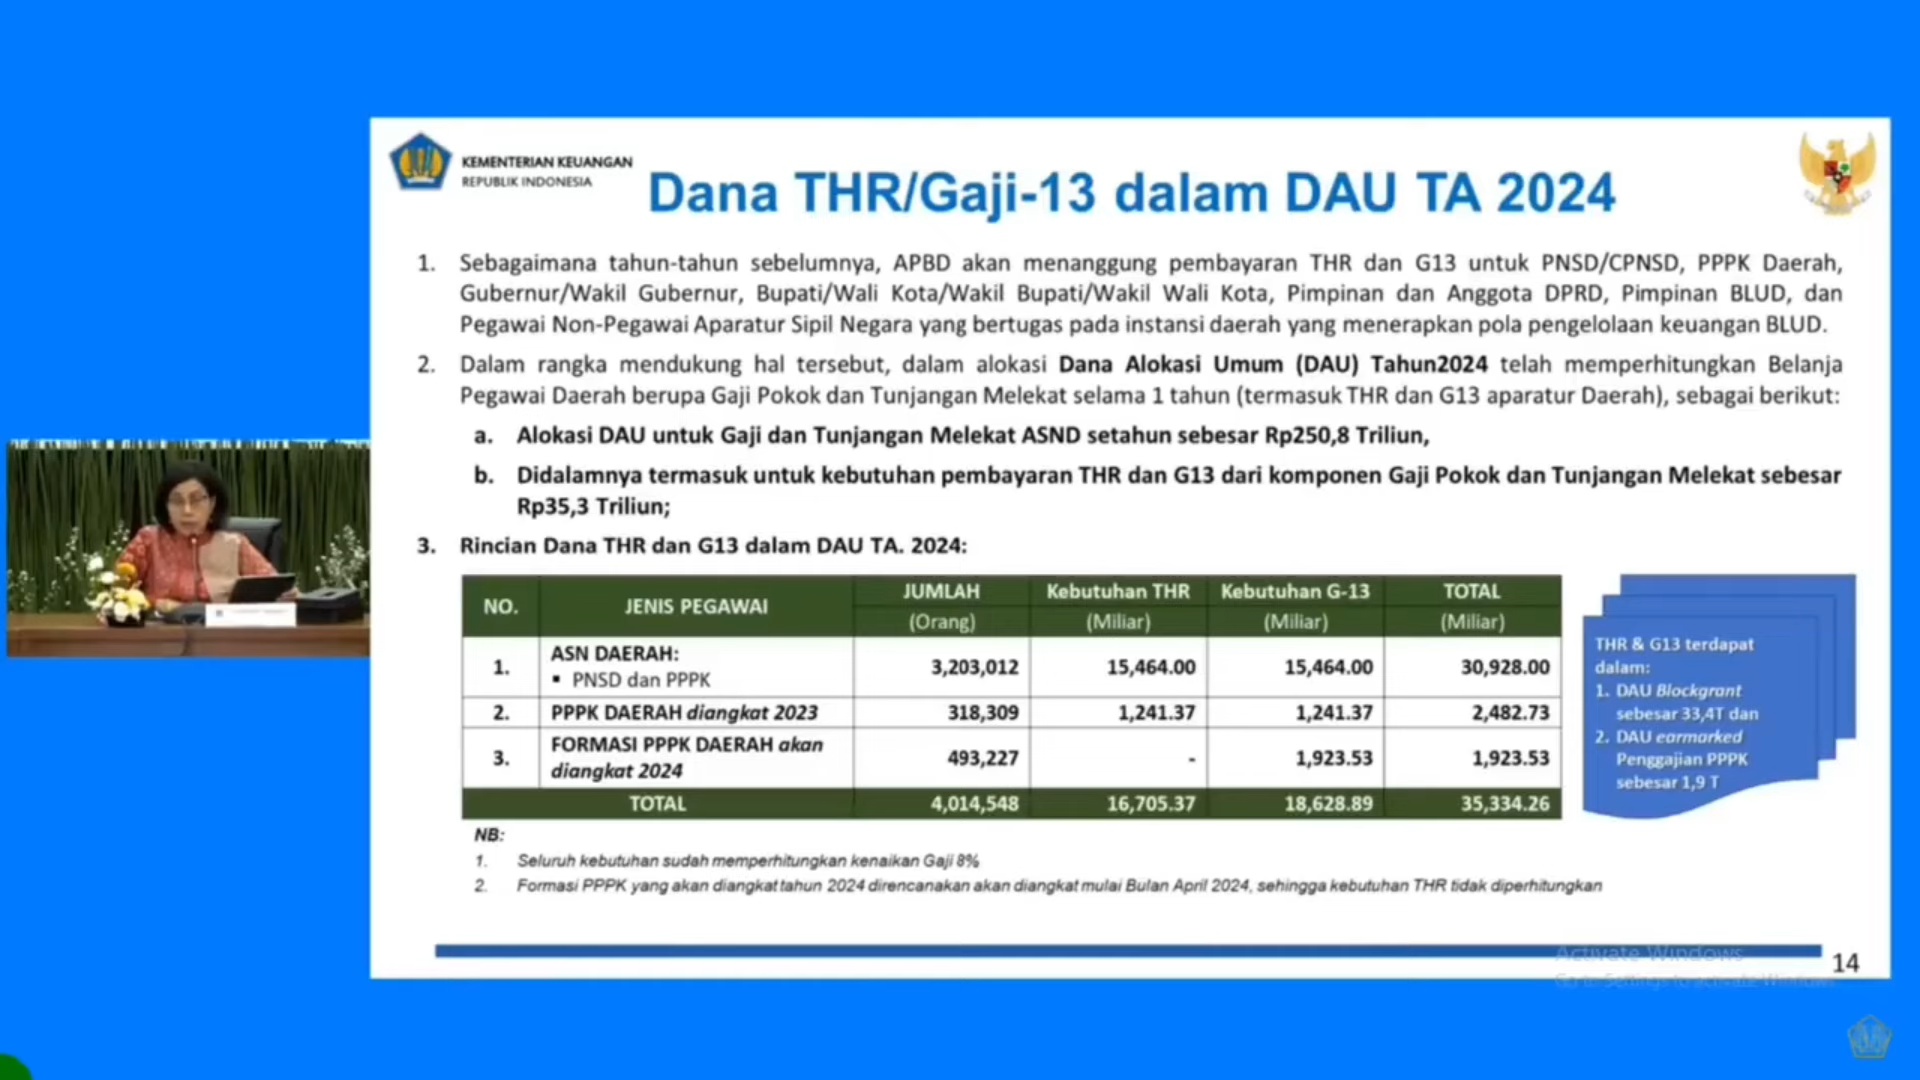 KEMENTERIAN KEUANGAN
REPUBLIK INDONESIA
Dana THR/Gaji-13 dalam DAU TA 2024
1. Sebagaimana tahun-tahun sebelumnya, APBD akan menanggung pembayaran THR dan G13 untuk PNSD/CPNSD, PPPK Daerah,
Gubernur/Wakil Gubernur, Bupati/Wali Kota/Wakil Bupati/Wakil Wali Kota, Pimpinan dan Anggota DPRD, Pimpinan BLUD, dan
Pegawai Non-Pegawai Aparatur Sipil Negara yang bertugas pada instansi daerah yang menerapkan pola pengelolaan keuangan BLUD.
2. Dalam rangka mendukung hal tersebut, dalam alokasi Dana Alokasi Umum (DAU) Tahun2024 telah memperhitungkan Belanja
Pegawai Daerah berupa Gaji Pokok dan Tunjangan Melekat selama 1 tahun (termasuk THR dan G13 aparatur Daerah), sebagai berikut:
a. Alokasi DAU untuk Gaji dan Tunjangan Melekat ASND setahun sebesar Rp250,8 Triliun,
b. Didalamnya termasuk untuk kebutuhan pembayaran THR dan G13 dari komponen Gaji Pokok dan Tunjangan Melekat sebesar
Rp35,3 Triliun;
3. Rincian Dana THR dan G13 dalam DAU TA. 2024:
NO. JENIS PEGAWAI JUMLAH Kebutuhan THR Kebutuhan G-13 TOTAL
(Orang) (Miliar) (Miliar) (Miliar)
1. ASN DAERAH: 3,203,012 15,464.00 15,464.00 30,928.00
▪ PNSD dan PPPK
2. PPPK DAERAH diangkat 2023 318,309 1,241.37 1,241.37 2,482.73
3. FORMASI PPPK DAERAH akan 493,227 - 1,923.53 1,923.53
diangkat 2024
TOTAL 4,014,548 16,705.37 18,628.89 35,334.26
THR & G13 terdapat
dalam:
1. DAU Blockgrant
sebesar 33,4T dan
2. DAU earmarked
Penggajian PPPK
sebesar 1,9 T
NB:
1. Seluruh kebutuhan sudah memperhitungkan kenaikan Gaji 8%
2. Formasi PPPK yang akan diangkat tahun 2024 direncanakan akan diangkat mulai Bulan April 2024, sehingga kebutuhan THR tidak diperhitungkan
Activate Windows
Go to Settings to activate Windows.
14